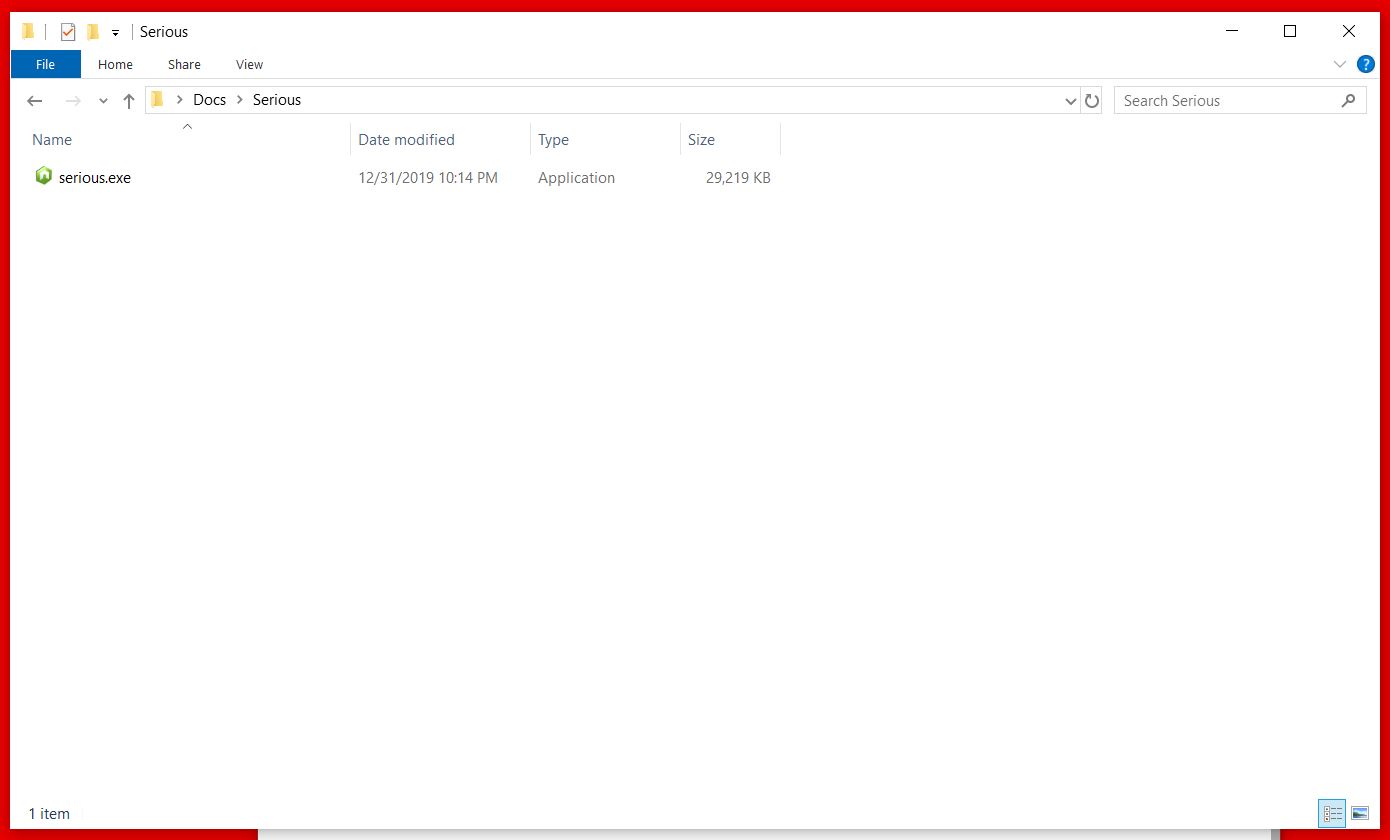 Serious
File Home Share View ?
Docs Serious Search Serious
Name Date modified Type Size
serious.exe 12/31/2019 10:14 PM Application 29,219 KB
1 item